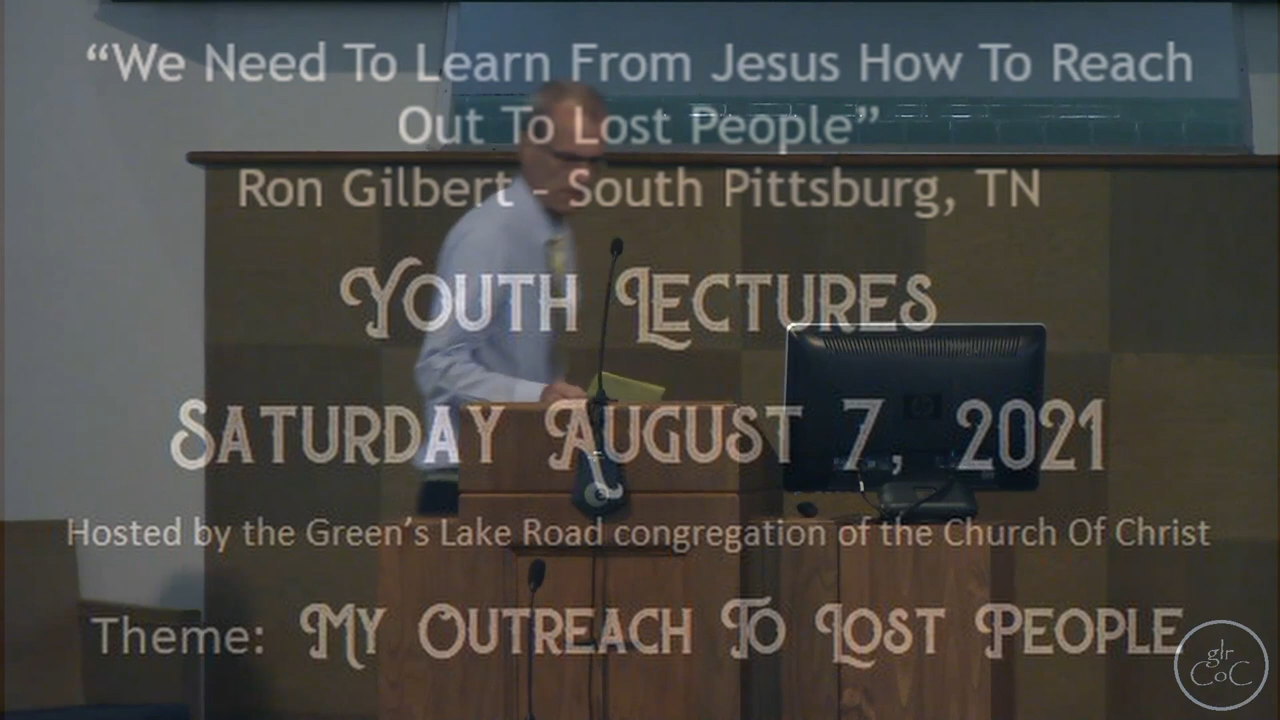 “We Need To Learn From Jesus How To Reach
Out To Lost People”
Ron Gilbert - South Pittsburg, TN
Youth Lectures
Saturday August 7, 2021
Hosted by the Green’s Lake Road congregation of the Church Of Christ
Theme: My Outreach To Lost People
glr
CoC